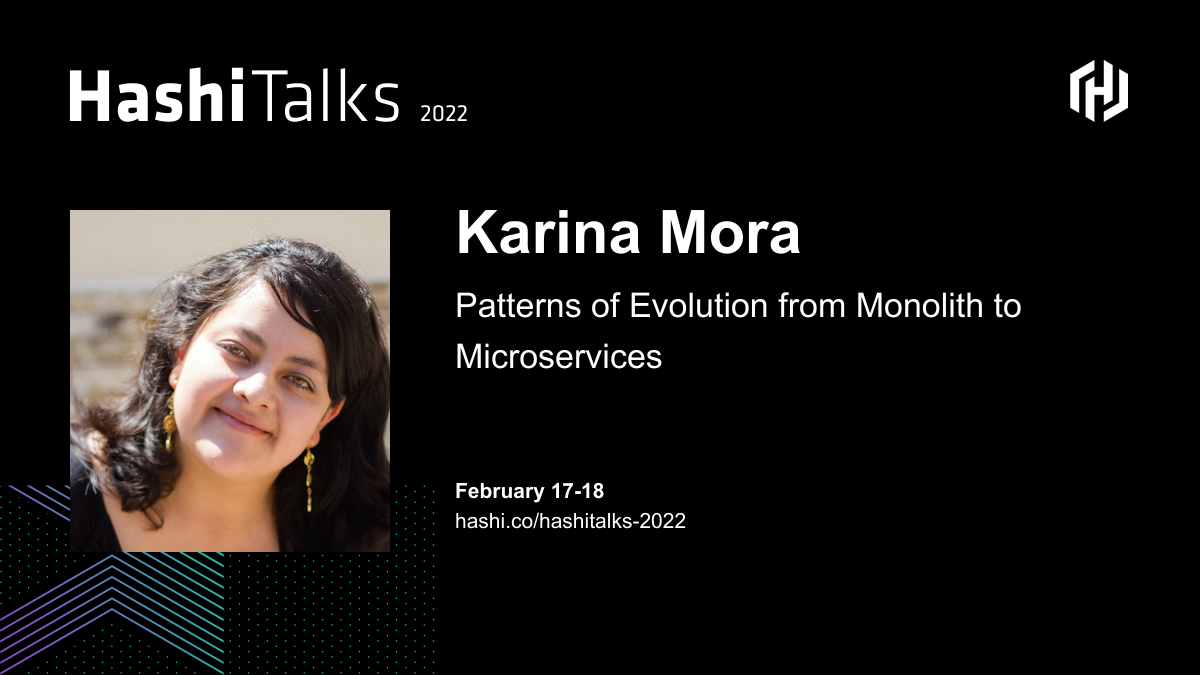 HashiTalks 2022
Karina Mora
Patterns of Evolution from Monolith to
Microservices
February 17-18
hashi.co/hashitalks-2022